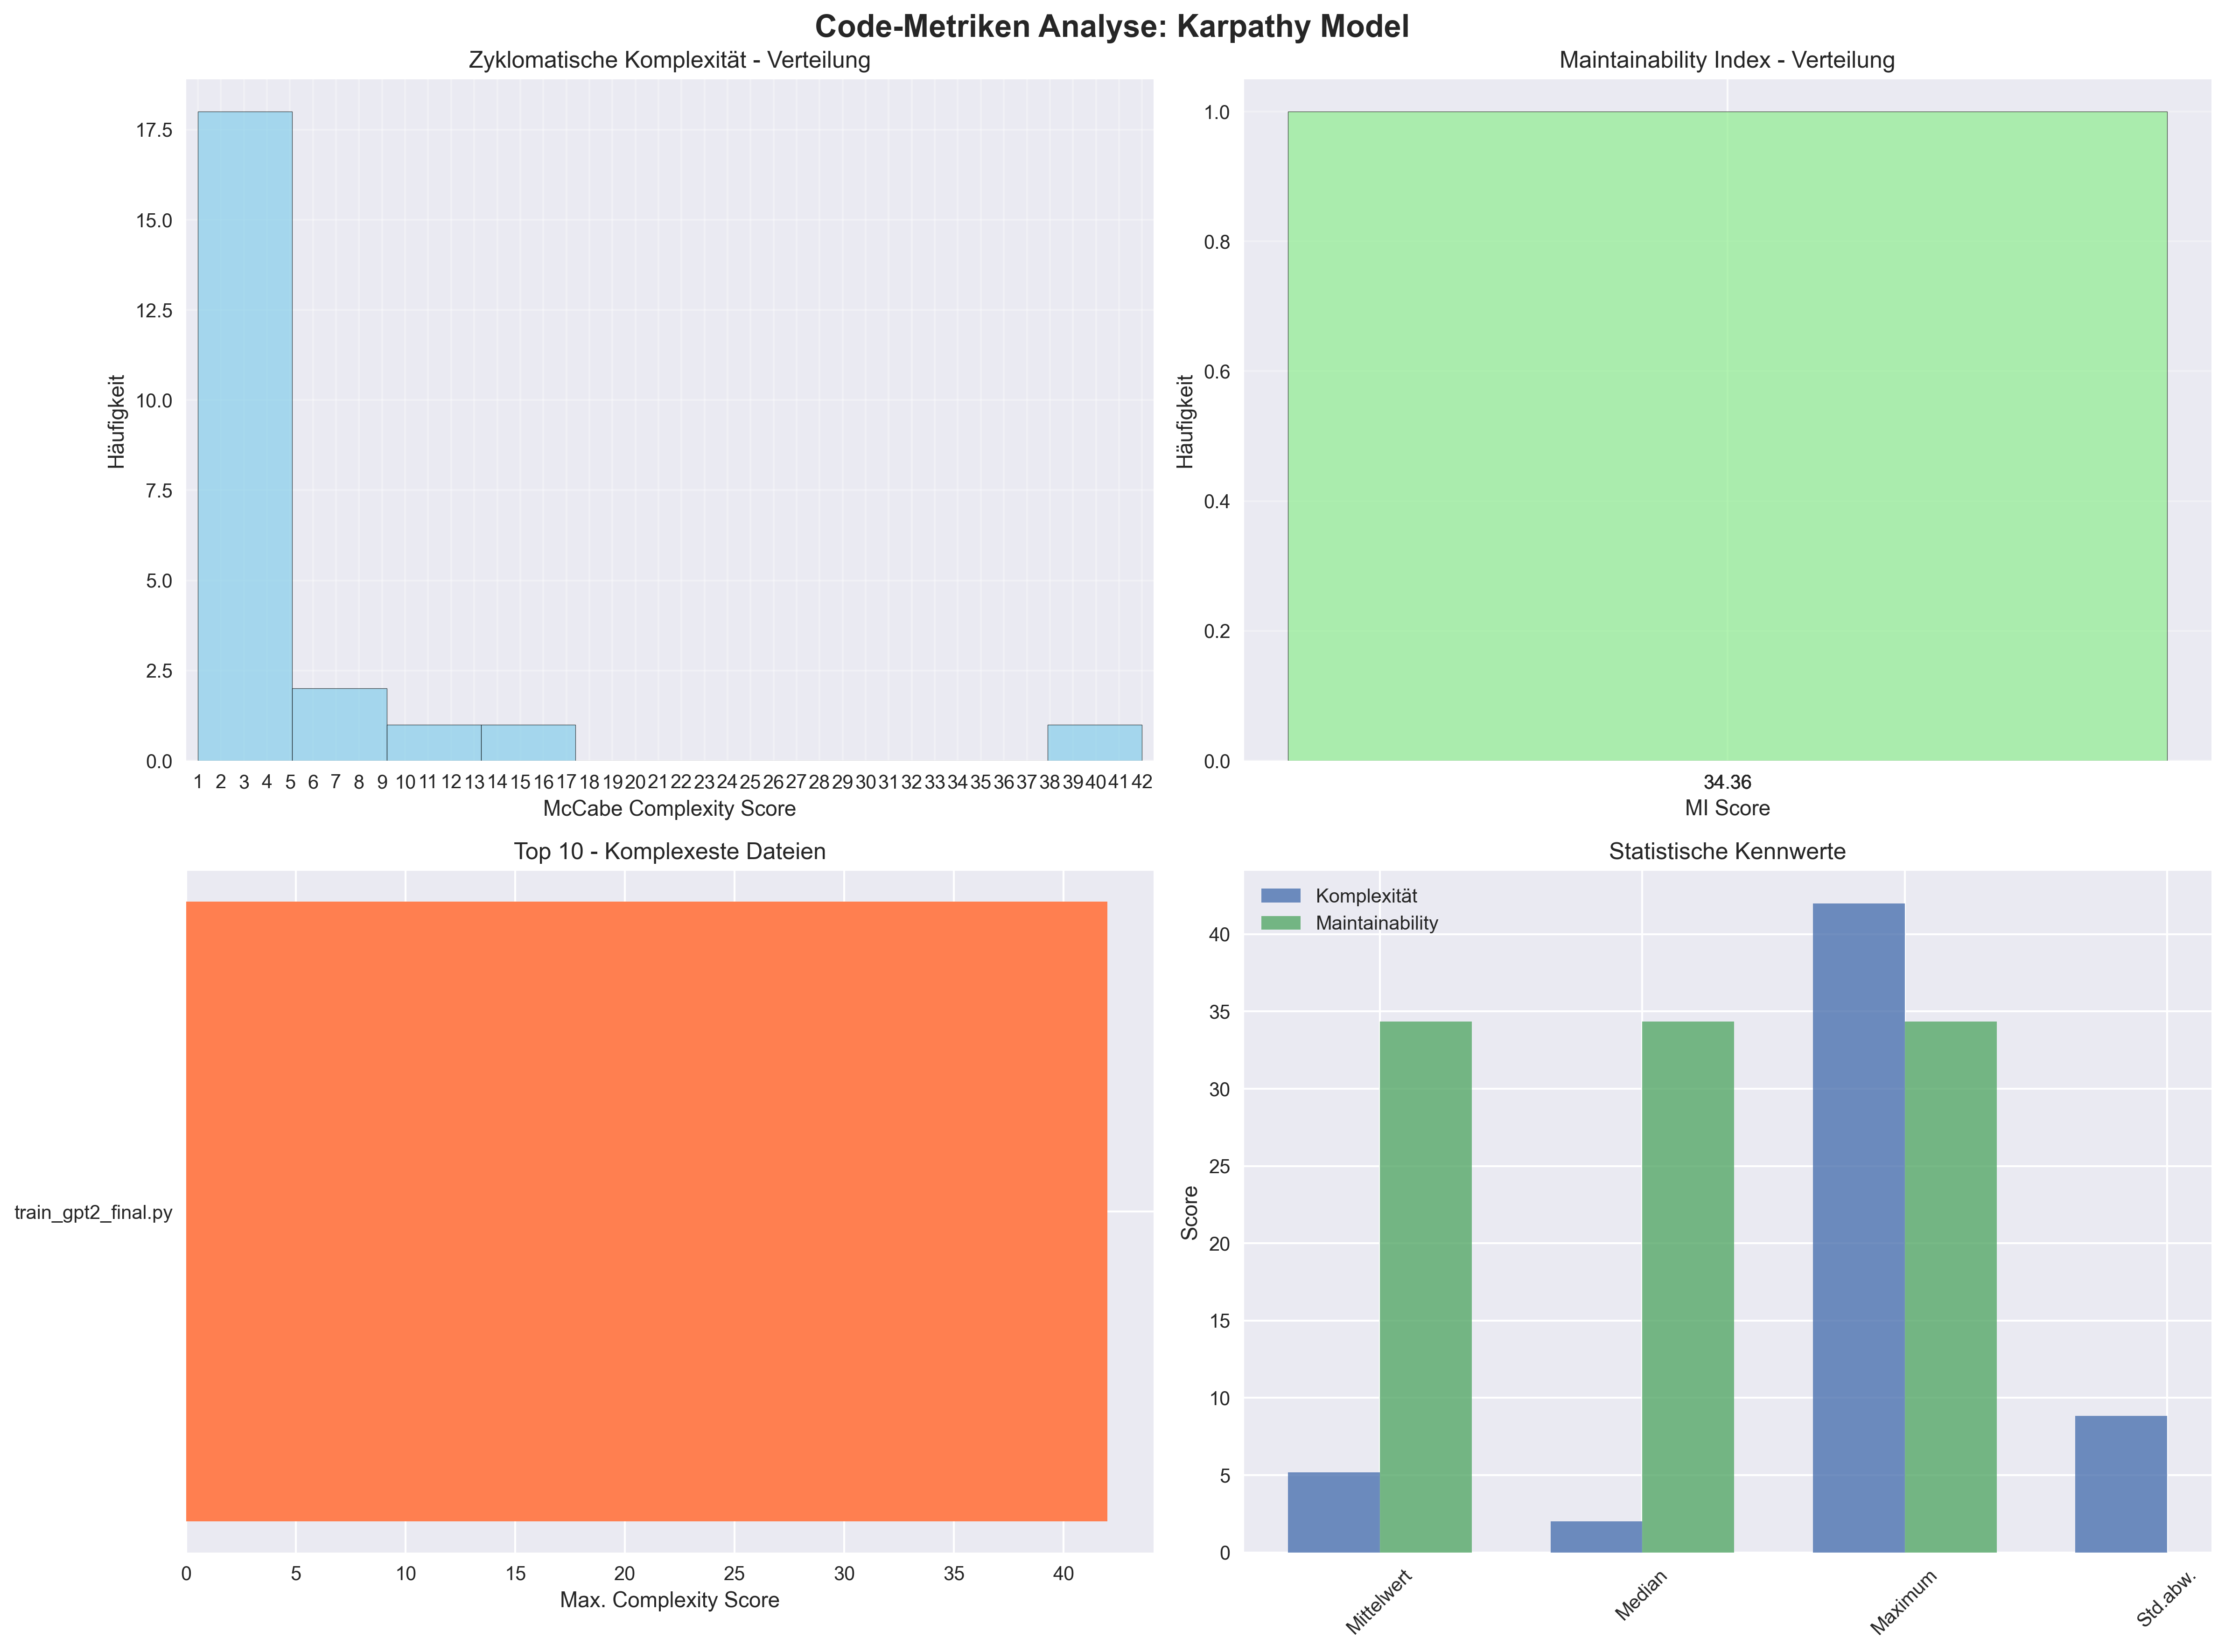 Code-Metriken Analyse: Karpathy Model
Zyklomatische Komplexität - Verteilung
Häufigkeit
17.5
15.0
12.5
10.0
7.5
5.0
2.5
0.0
1 2 3 4 5 6 7 8 9 10 11 12 13 14 15 16 17 18 19 20 21 22 23 24 25 26 27 28 29 30 31 32 33 34 35 36 37 38 39 40 41 42
McCabe Complexity Score
Maintainability Index - Verteilung
Häufigkeit
1.0
0.8
0.6
0.4
0.2
0.0
34.36
MI Score
Top 10 - Komplexeste Dateien
train_gpt2_final.py
0 5 10 15 20 25 30 35 40
Max. Complexity Score
Statistische Kennwerte
Komplexität
Maintainability
Score
40
35
30
25
20
15
10
5
0
Mittelwert
Median
Maximum
Std.abw.